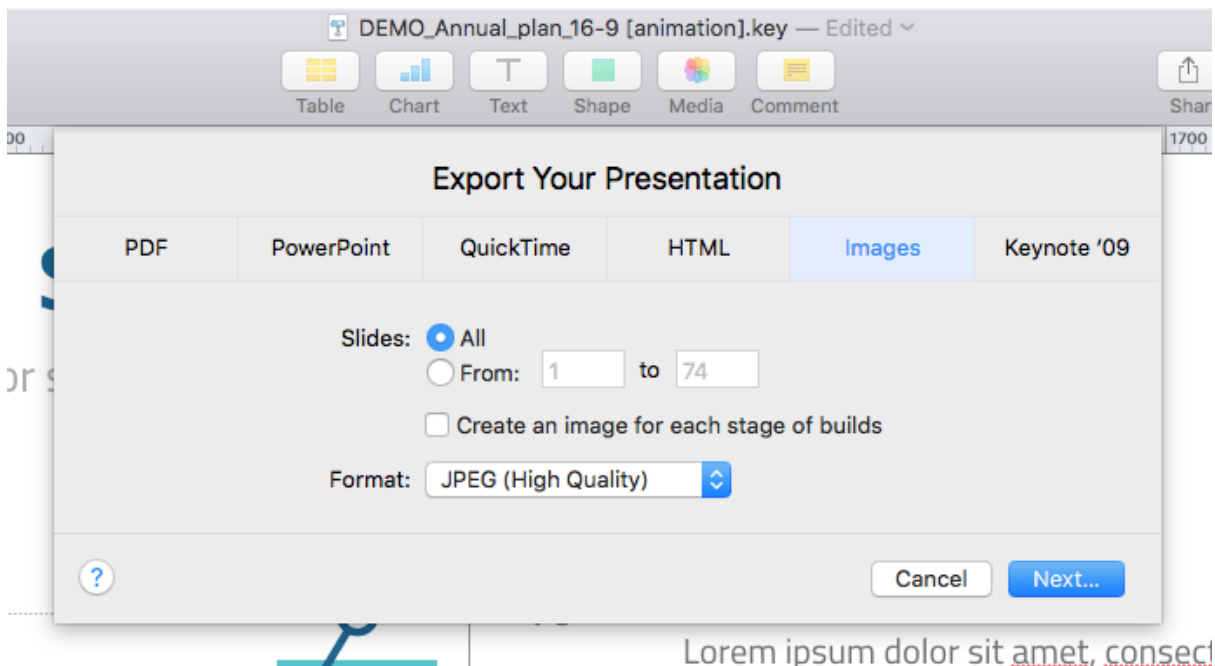 DEMO_Annual_plan_16-9 [animation].key — Edited
Table Chart Text Shape Media Comment
1700
Export Your Presentation
PDF PowerPoint QuickTime HTML Images Keynote ‘09
Slides: All
From: 1 to 74
Create an image for each stage of builds
Format: JPEG (High Quality)
? Cancel Next...
Lorem ipsum dolor sit amet, consect